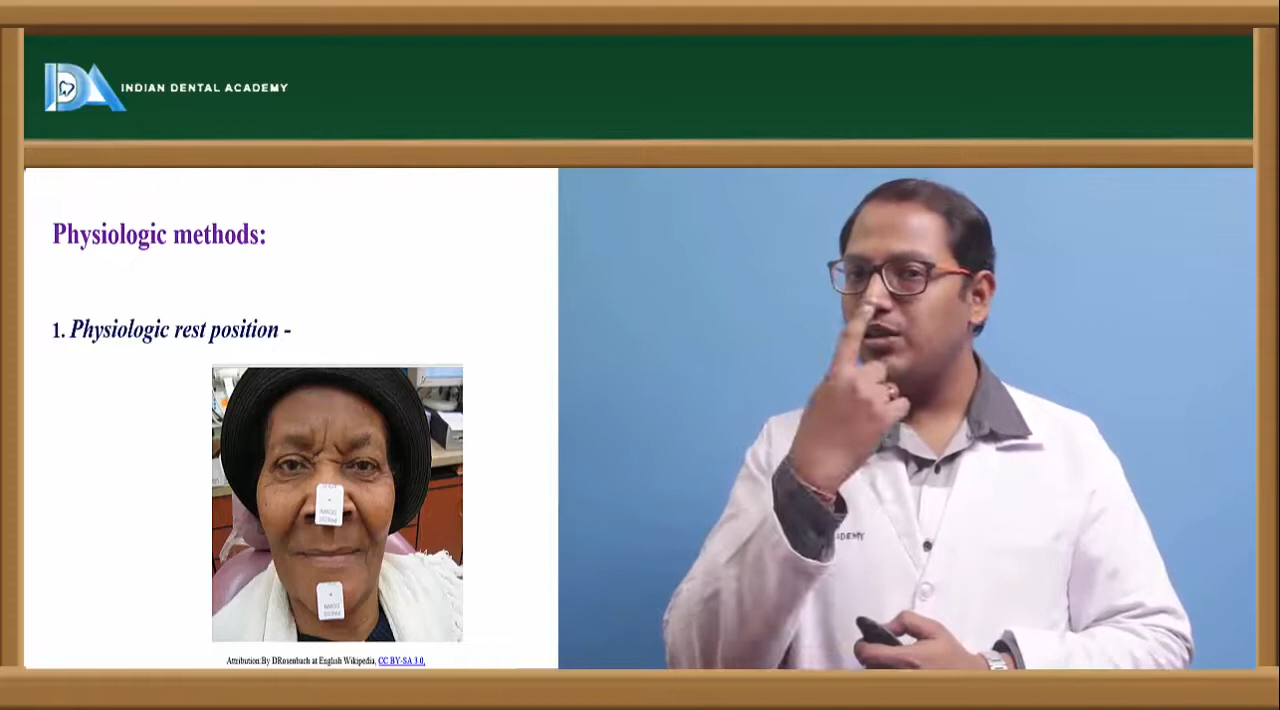 INDIAN DENTAL ACADEMY
Physiologic methods:
1. Physiologic rest position -
ADEMY
Attribution:By DRosenbach at English Wikipedia, CC BY-SA 3.0,